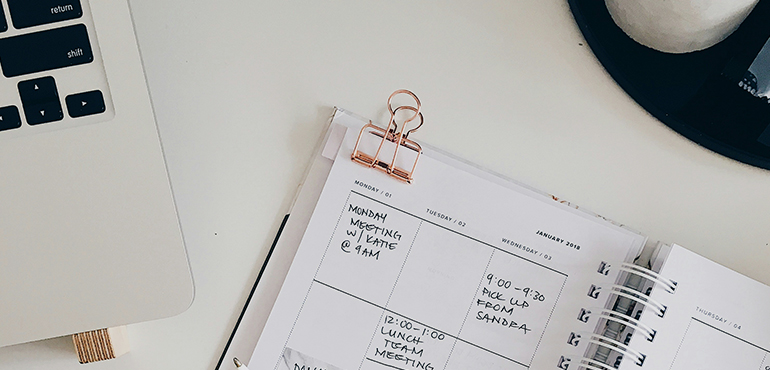 return
shift
MONDAY / 01
TUESDAY / 02
WEDNESDAY / 03
JANUARY 2018
THURSDAY / 04
MONDAY
MEETING
W/ KATIE
@ 9AM
9:00-9:30
PICK UP
FROM
SANDRA
12:00-1:00
LUNCH
TEAM
MEETING